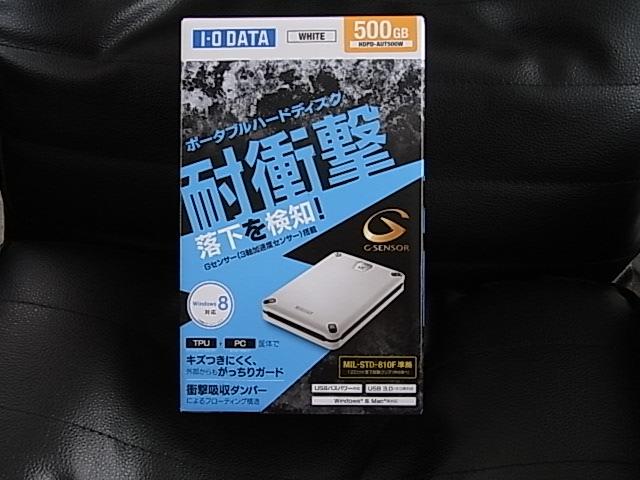 I-O DATA
WHITE
500GB
HDPD-AUT500W
ポータブルハードディスク
耐衝撃
落下を検知!
Gセンサー(3軸加速度センサー)搭載
G-SENSOR
Windows 8
対応
TPU + PC 筐体で
キズつきにくく、
外部からもがっちりガード
衝撃吸収ダンパー
によるフローティング構造
MIL-STD-810F 準拠
USBバスパワー
USB 3.0
Windows® & Mac